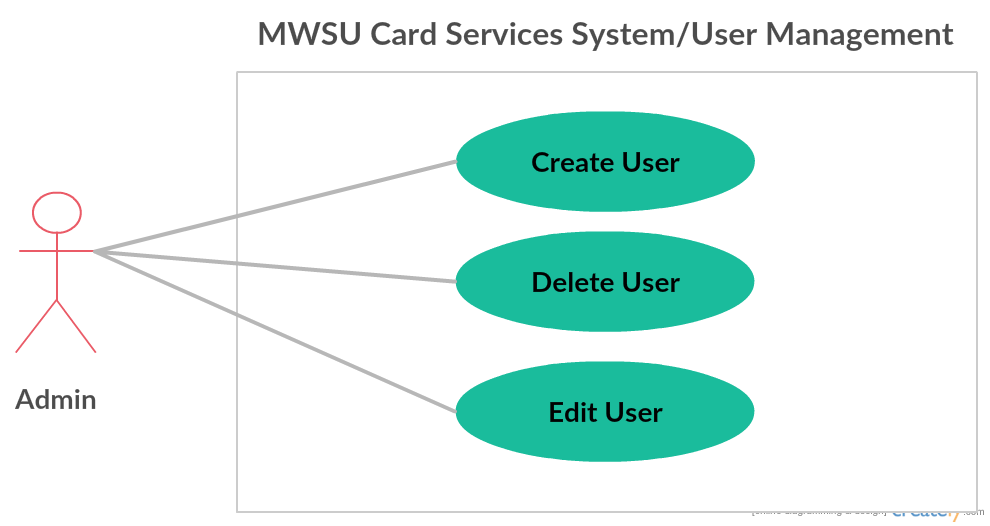 MWSU Card Services System/User Management
Create User
Delete User
Edit User
Admin